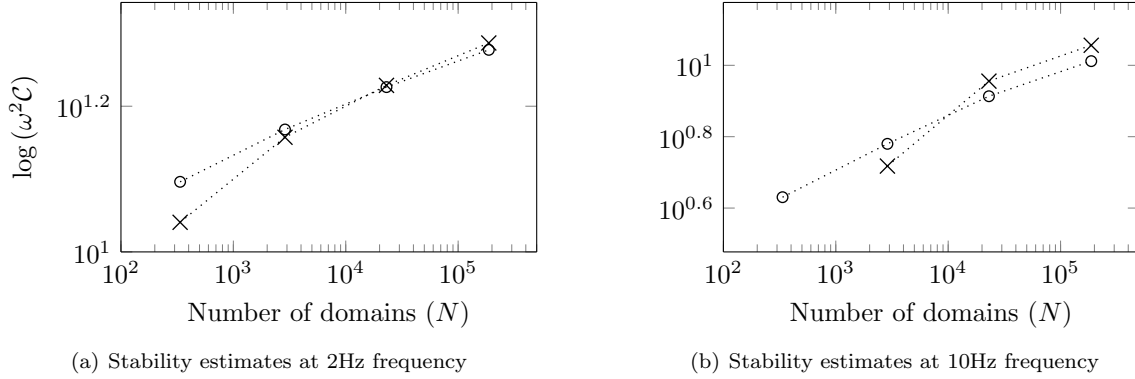 10^{1.2}
10^{1}
log (ω²𝒞)
10^{2} 10^{3} 10^{4} 10^{5}
Number of domains (N)
(a) Stability estimates at 2Hz frequency
10^{1}
10^{0.8}
10^{0.6}
10^{2} 10^{3} 10^{4} 10^{5}
Number of domains (N)
(b) Stability estimates at 10Hz frequency